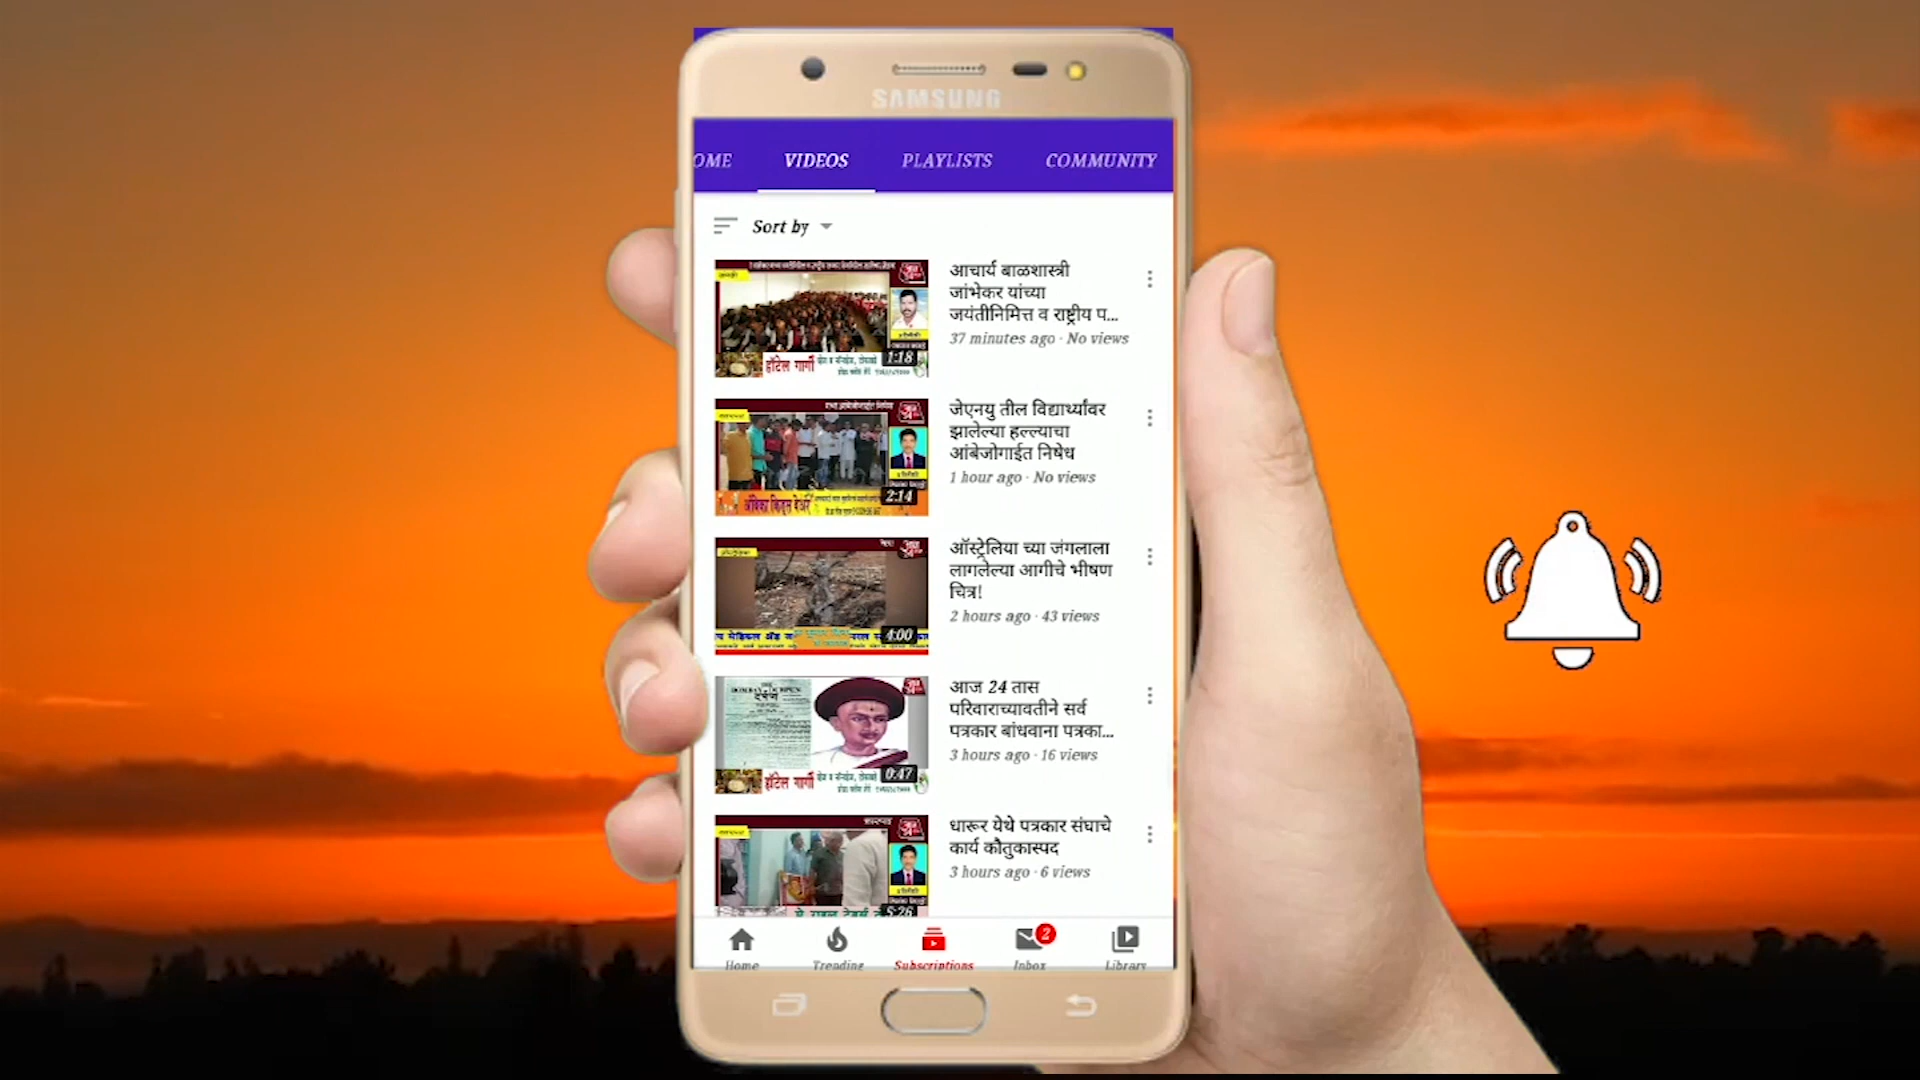 SAMSUNG
OME VIDEOS PLAYLISTS COMMUNITY
Sort by
आचार्य बाळशास्त्री
जांभेकर यांच्या
जयंतीनिमित्त व राष्ट्रीय प...
37 minutes ago · No views
हॉटेल गार्गी
1:18
जेएनयु तील विद्यार्थ्यांवर
झालेल्या हल्ल्याचा
आंबेजोगाईत निषेध
1 hour ago · No views
2:14
ऑस्ट्रेलिया च्या जंगलाला
लागलेल्या आगीचे भीषण
चित्र!
2 hours ago · 43 views
4:00
आज 24 तास
परिवाराच्यावतीने सर्व
पत्रकार बांधवाना पत्रका...
3 hours ago · 16 views
हॉटेल गार्गी
0:47
धारूर येथे पत्रकार संघाचे
कार्य कौतुकास्पद
3 hours ago · 6 views
5:26
2
Home Trending Subscriptions Inbox Library